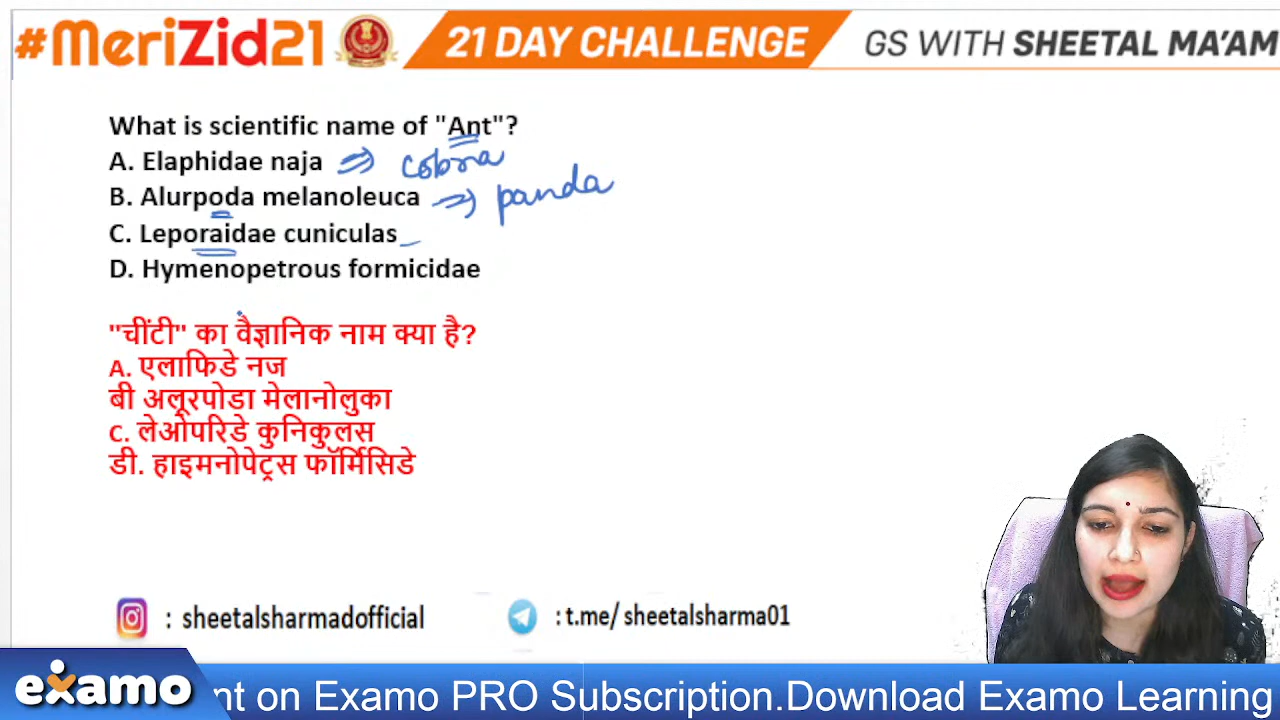 #MeriZid21 21 DAY CHALLENGE GS WITH SHEETAL MA'AM
What is scientific name of "Ant"?
A. Elaphidae naja ⇒ cobra
B. Alurpoda melanoleuca ⇒ panda
C. Leporaidae cuniculas
D. Hymenopetrous formicidae
"चींटी" का वैज्ञानिक नाम क्या है?
A. एलाफिडे नज
बी अलूरपोडा मेलानोलुका
C. लेओपरिडे कुनिकुलस
डी. हाइमनोपेट्रस फॉर्मिसिडे
: sheetalsharmadofficial : t.me/ sheetalsharma01
examo nt on Examo PRO Subscription.Download Examo Learning